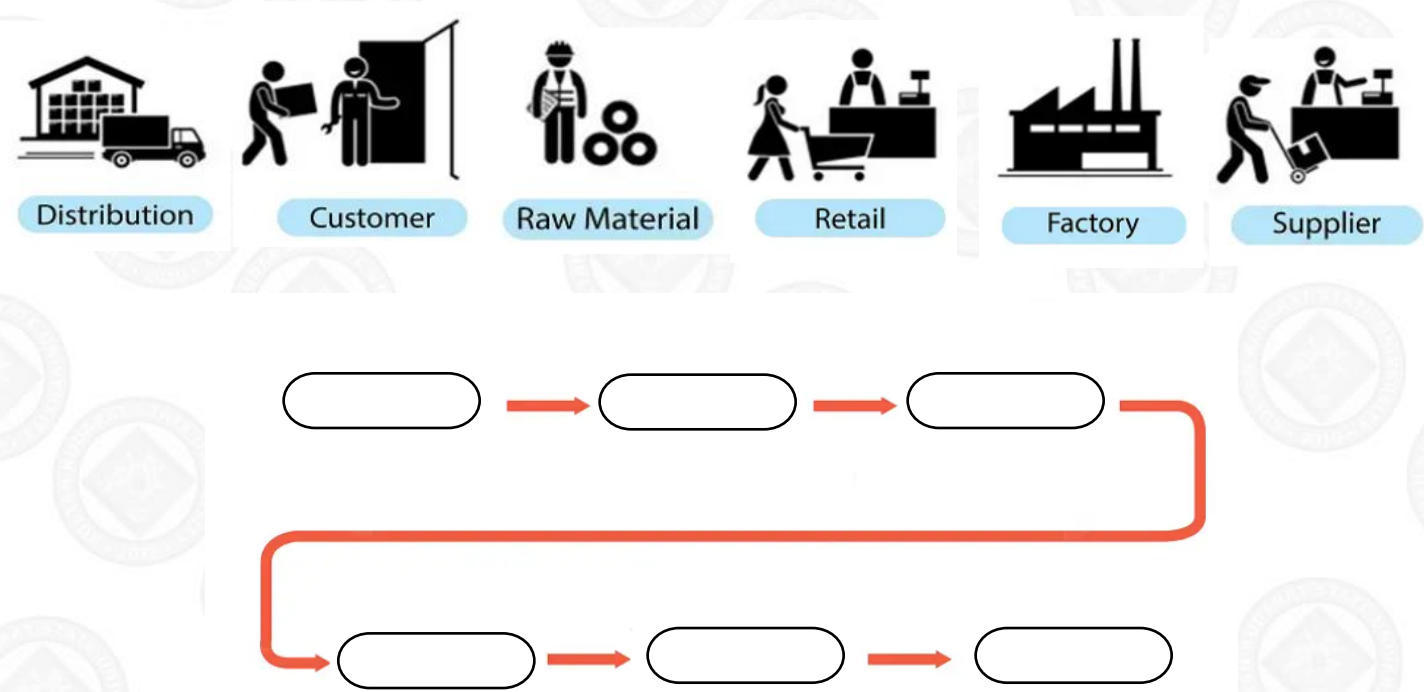 Distribution
Customer
Raw Material
Retail
Factory
Supplier